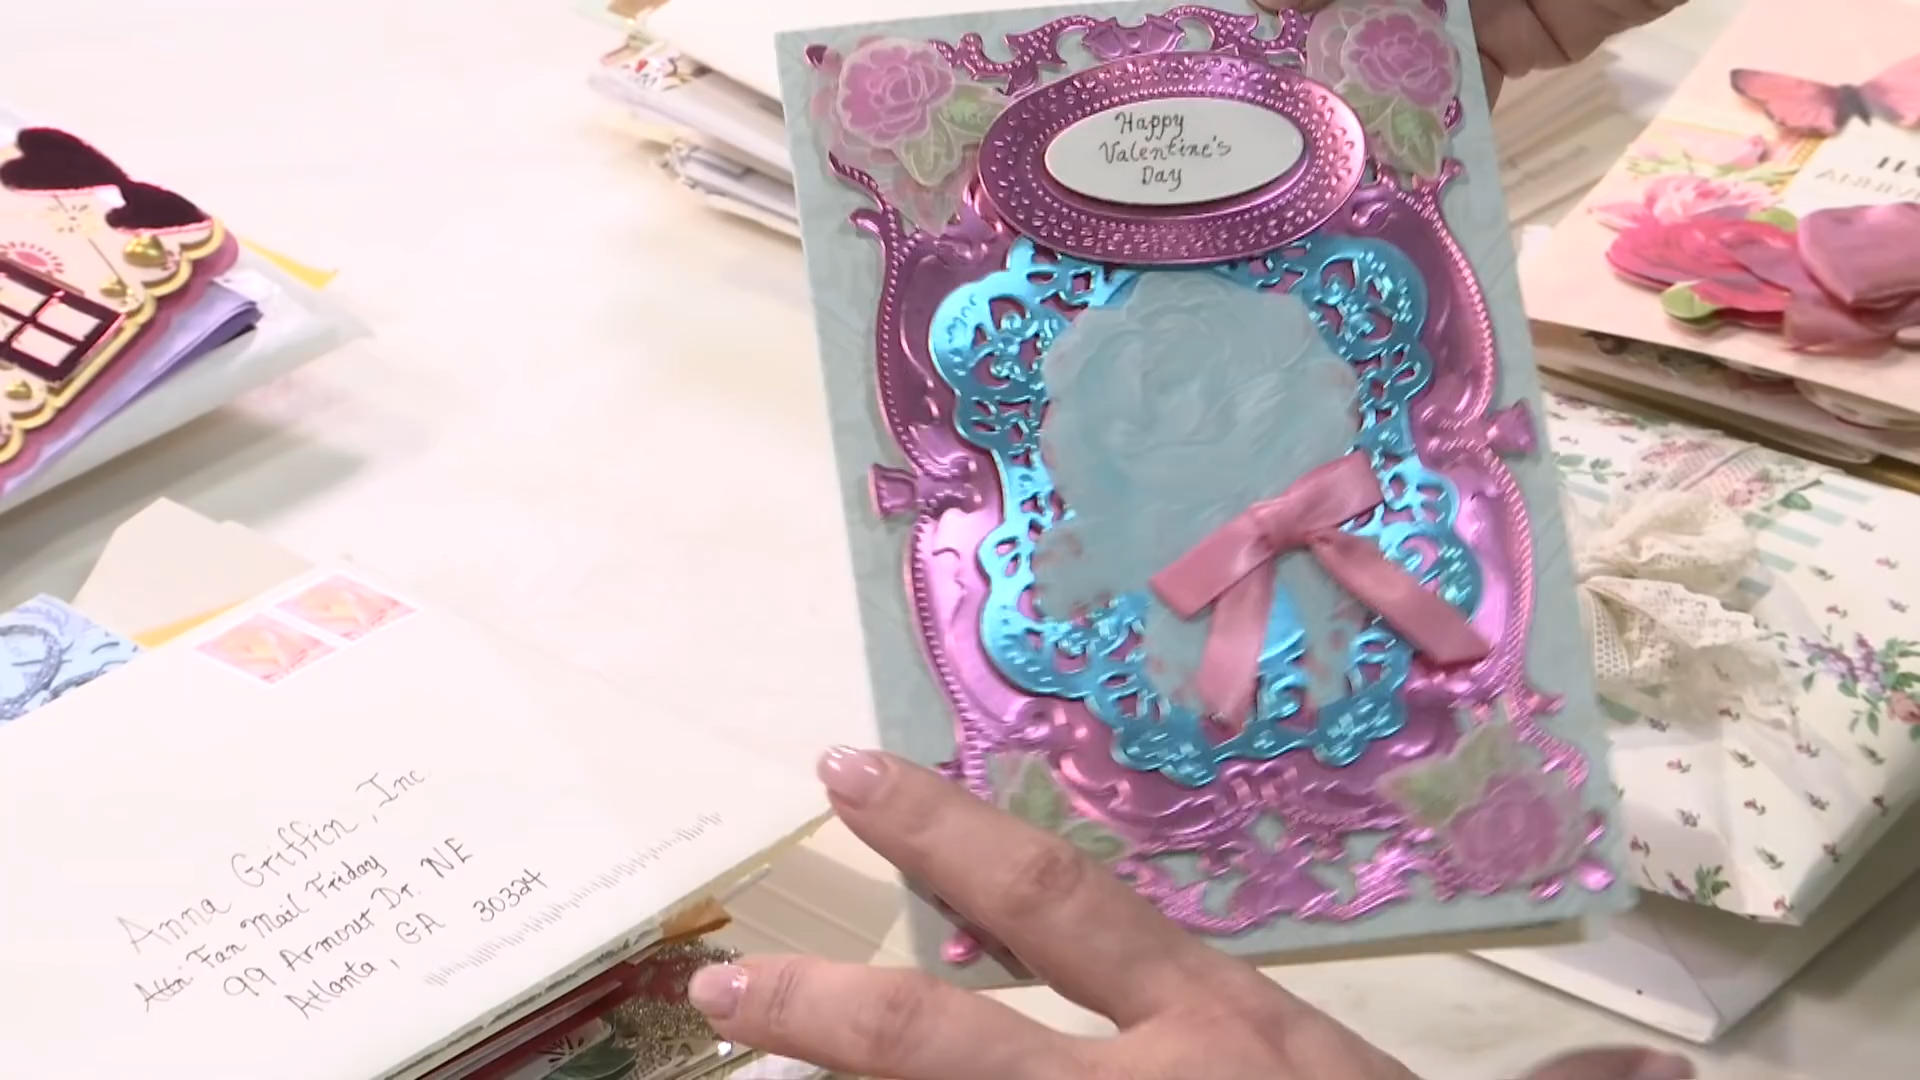 Happy
Valentine's
Day
Anna Griffin, Inc
Attn: Fan Mail Friday
99 Armour Dr. NE
Atlanta, GA 30324